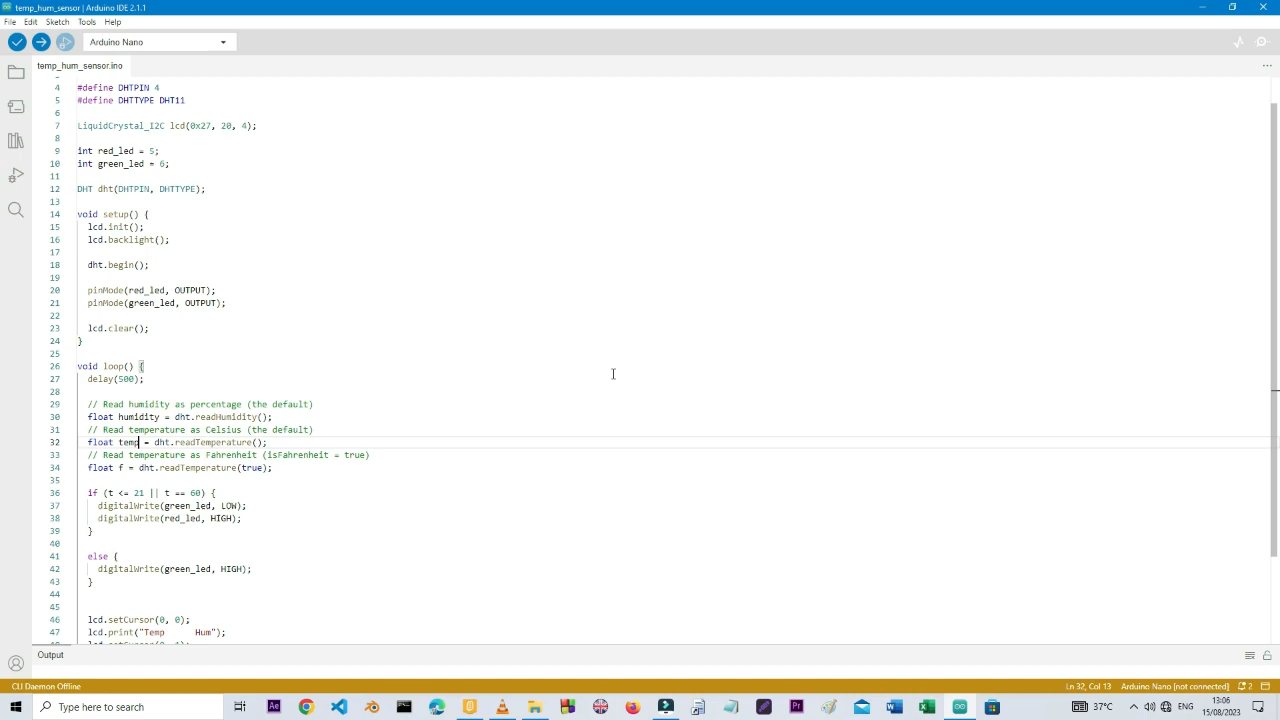 temp_hum_sensor | Arduino IDE 2.1.1
File Edit Sketch Tools Help
Arduino Nano
temp_hum_sensor.ino
4 #define DHTPIN 4
5 #define DHTTYPE DHT11
6
7 LiquidCrystal_I2C lcd(0x27, 20, 4);
8
9 int red_led = 5;
10 int green_led = 6;
11
12 DHT dht(DHTPIN, DHTTYPE);
13
14 void setup() {
15 lcd.init();
16 lcd.backlight();
17
18 dht.begin();
19
20 pinMode(red_led, OUTPUT);
21 pinMode(green_led, OUTPUT);
22
23 lcd.clear();
24 }
25
26 void loop() {
27 delay(500);
28
29 // Read humidity as percentage (the default)
30 float humidity = dht.readHumidity();
31 // Read temperature as Celsius (the default)
32 float temp = dht.readTemperature();
33 // Read temperature as Fahrenheit (isFahrenheit = true)
34 float f = dht.readTemperature(true);
35
36 if (t <= 21 || t == 60) {
37 digitalWrite(green_led, LOW);
38 digitalWrite(red_led, HIGH);
39 }
40
41 else {
42 digitalWrite(green_led, HIGH);
43 }
44
45
46 lcd.setCursor(0, 0);
47 lcd.print("Temp Hum");
Output
CLI Daemon Offline
Ln 32, Col 13 Arduino Nano [not connected] 2
Type here to search
37°C
ENG
13:06
15/08/2023